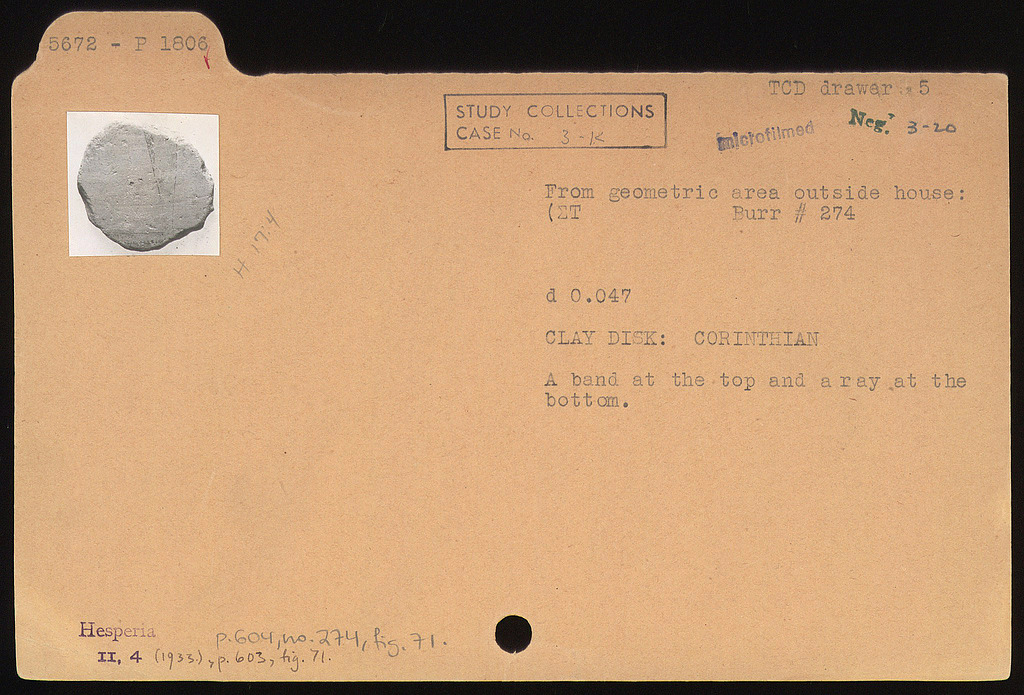 5672 - P 1806
TCD drawer 5
STUDY COLLECTIONS
CASE No. 3-K
microfilmed
Neg. 3-20
From geometric area outside house:
(ΣΤ Burr # 274
H 17:4
d 0.047
CLAY DISK: CORINTHIAN
A band at the top and a ray at the
bottom.
Hesperia p.604, no. 274, fig. 71.
II, 4 (1933), p. 603, fig. 71.